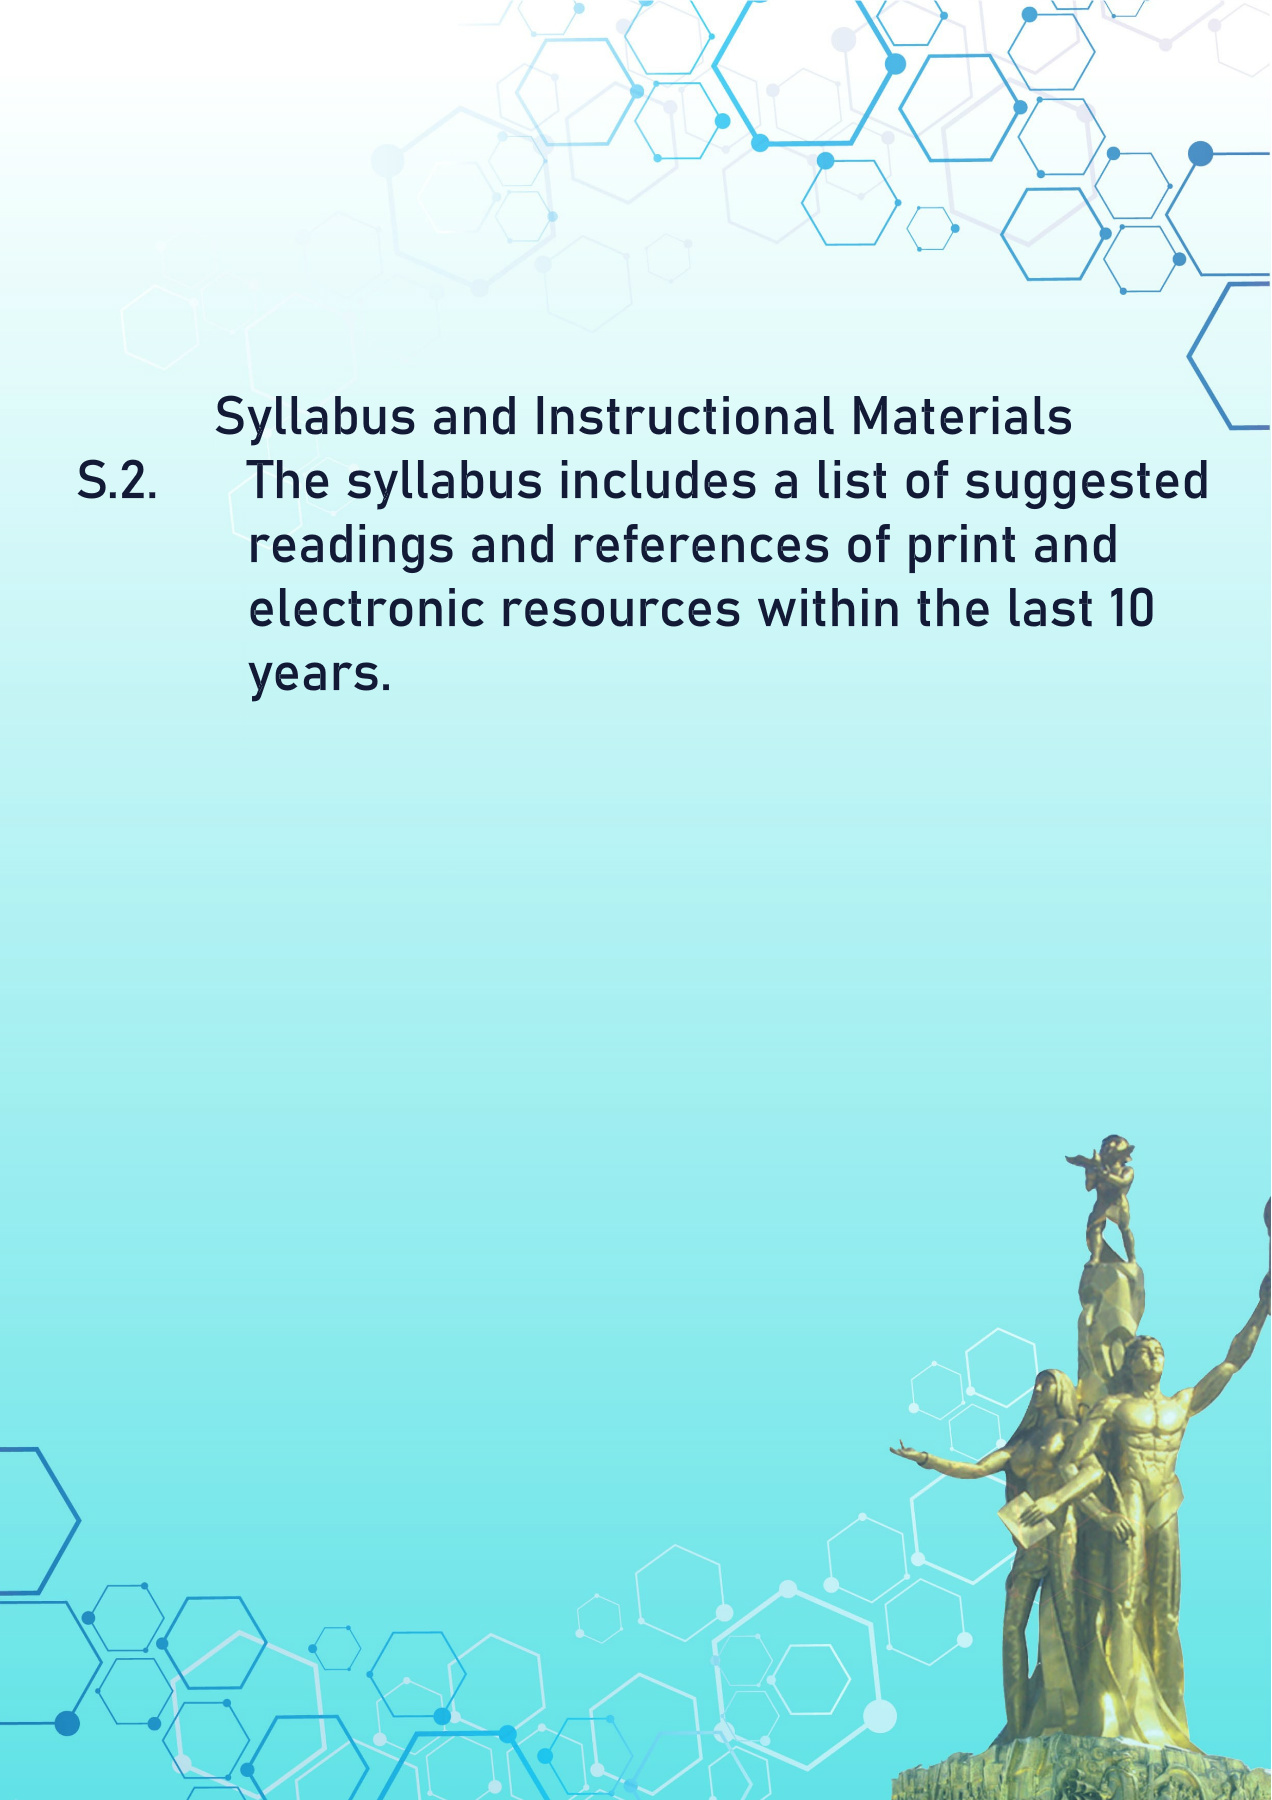 Syllabus and Instructional Materials
S.2. The syllabus includes a list of suggested
readings and references of print and
electronic resources within the last 10
years.